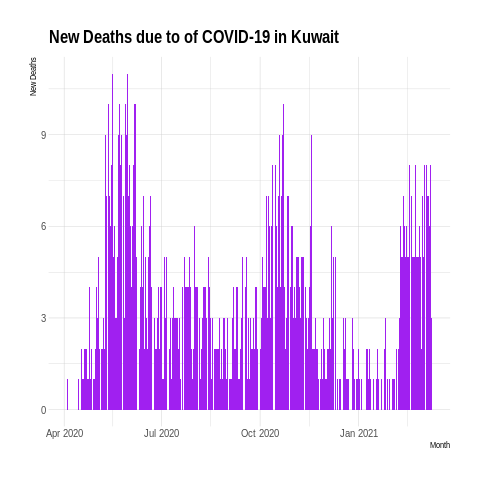 New Deaths due to of COVID-19 in Kuwait
New Deaths
9
6
3
0
Apr 2020 Jul 2020 Oct 2020 Jan 2021
Month